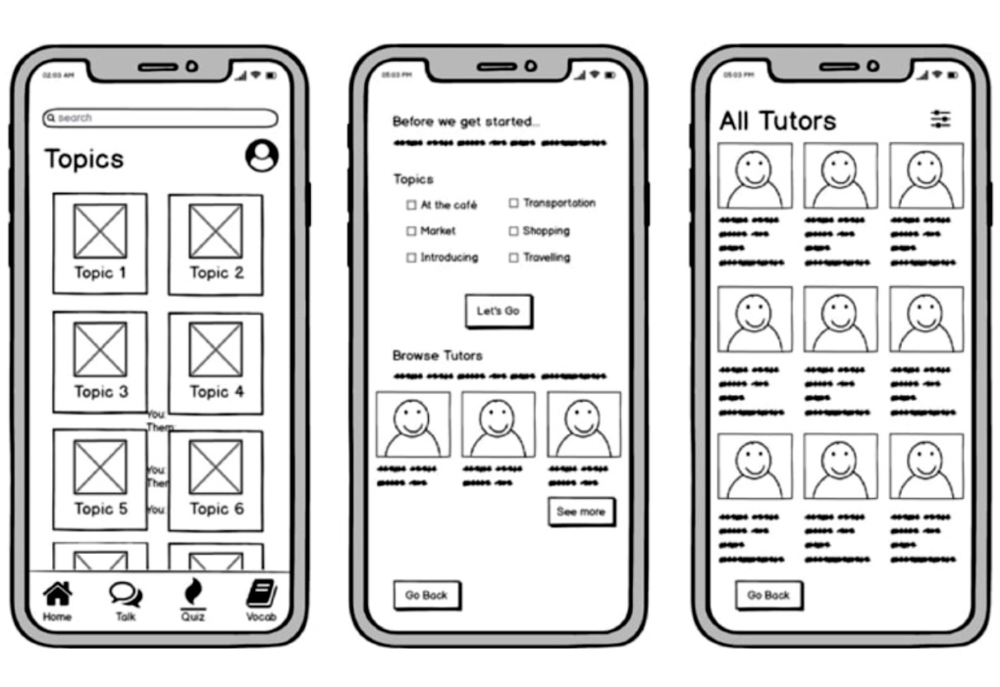 02:03 AM
search
Topics
Topic 1
Topic 2
Topic 3
Topic 4
You:
Them:
You:
Ther
Topic 5
You:
Topic 6
Home
Talk
Quiz
Vocab
05:03 PM
Before we get started...
Topics
At the café
Transportation
Market
Shopping
Introducing
Travelling
Let's Go
Browse Tutors
See more
Go Back
05:03 PM
All Tutors
Go Back